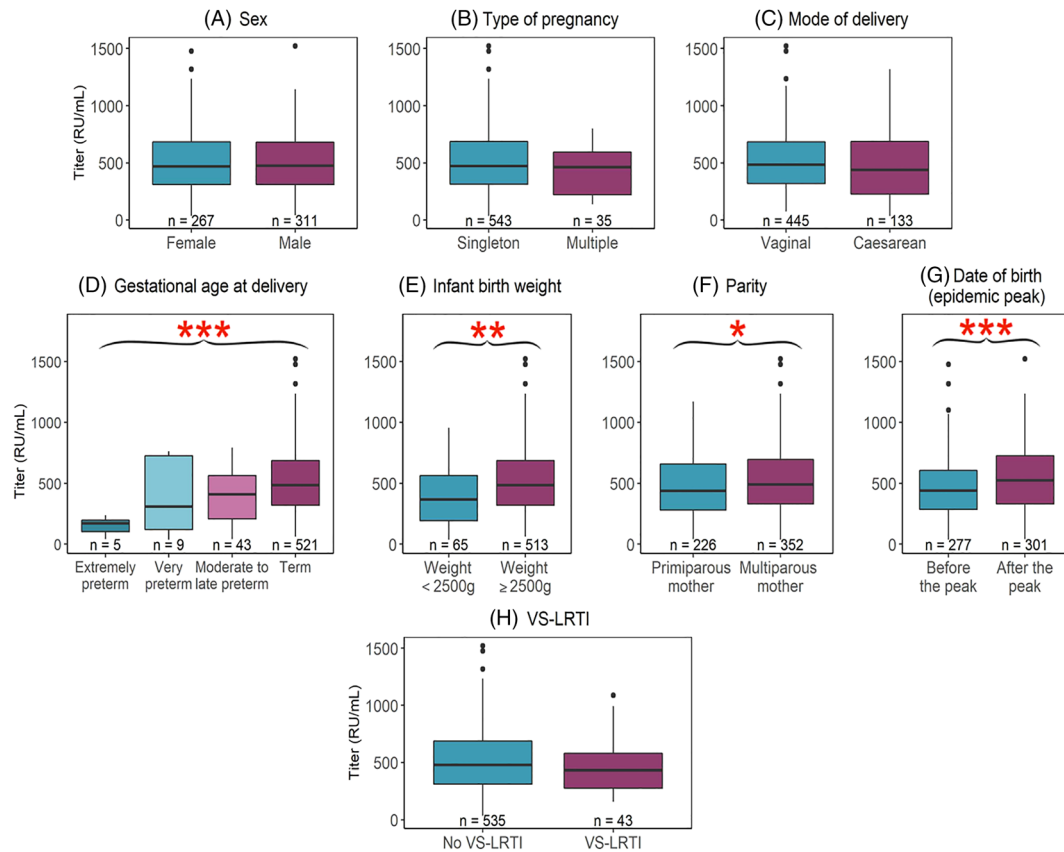 (A) Sex
(B) Type of pregnancy
(C) Mode of delivery
Titer (RU/mL)
1500
1000
500
0
n = 267
n = 311
Female
Male
1500
1000
500
0
n = 543
n = 35
Singleton
Multiple
1500
1000
500
0
n = 445
n = 133
Vaginal
Caesarean
(D) Gestational age at delivery
(E) Infant birth weight
(F) Parity
(G) Date of birth
(epidemic peak)
***
**
*
***
Titer (RU/mL)
1500
1000
500
0
n = 5
n = 9
n = 43
n = 521
Extremely
preterm
Very
preterm
Moderate to
late preterm
Term
1500
1000
500
0
n = 65
n = 513
Weight
< 2500g
Weight
≥ 2500g
1500
1000
500
0
n = 226
n = 352
Primiparous
mother
Multiparous
mother
1500
1000
500
0
n = 277
n = 301
Before
the peak
After the
peak
(H) VS-LRTI
Titer (RU/mL)
1500
1000
500
0
n = 535
n = 43
No VS-LRTI
VS-LRTI